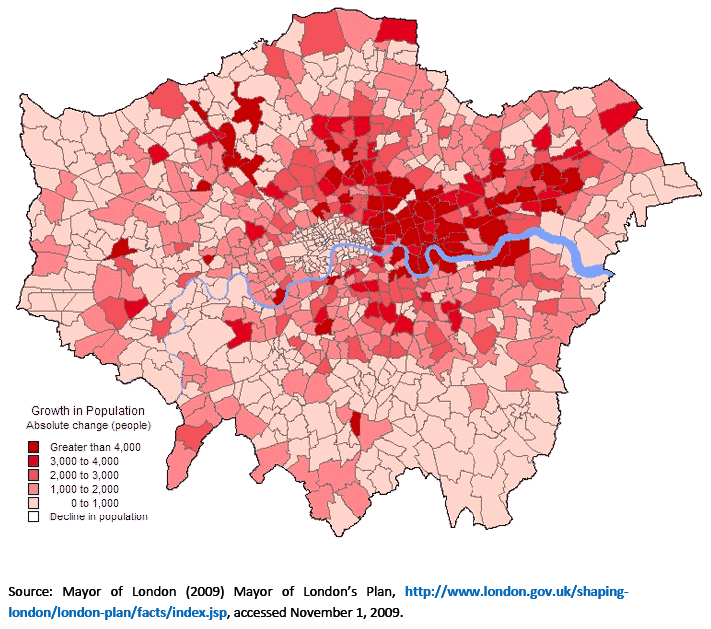 Growth in Population
Absolute change (people)
Greater than 4,000
3,000 to 4,000
2,000 to 3,000
1,000 to 2,000
0 to 1,000
Decline in population
Source: Mayor of London (2009) Mayor of London’s Plan, http://www.london.gov.uk/shaping-
london/london-plan/facts/index.jsp, accessed November 1, 2009.